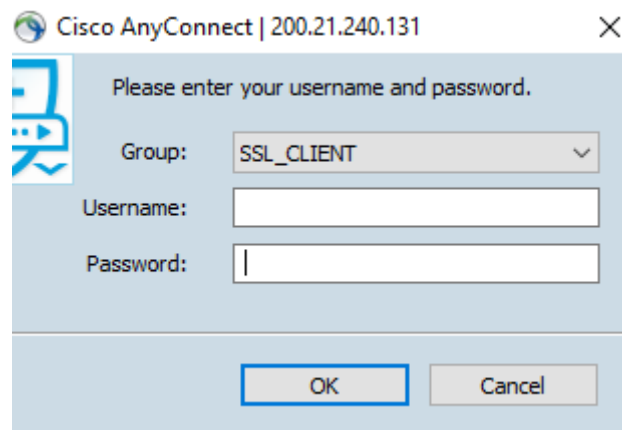 Cisco AnyConnect | 200.21.240.131
Please enter your username and password.
Group: SSL_CLIENT
Username:
Password:
OK Cancel